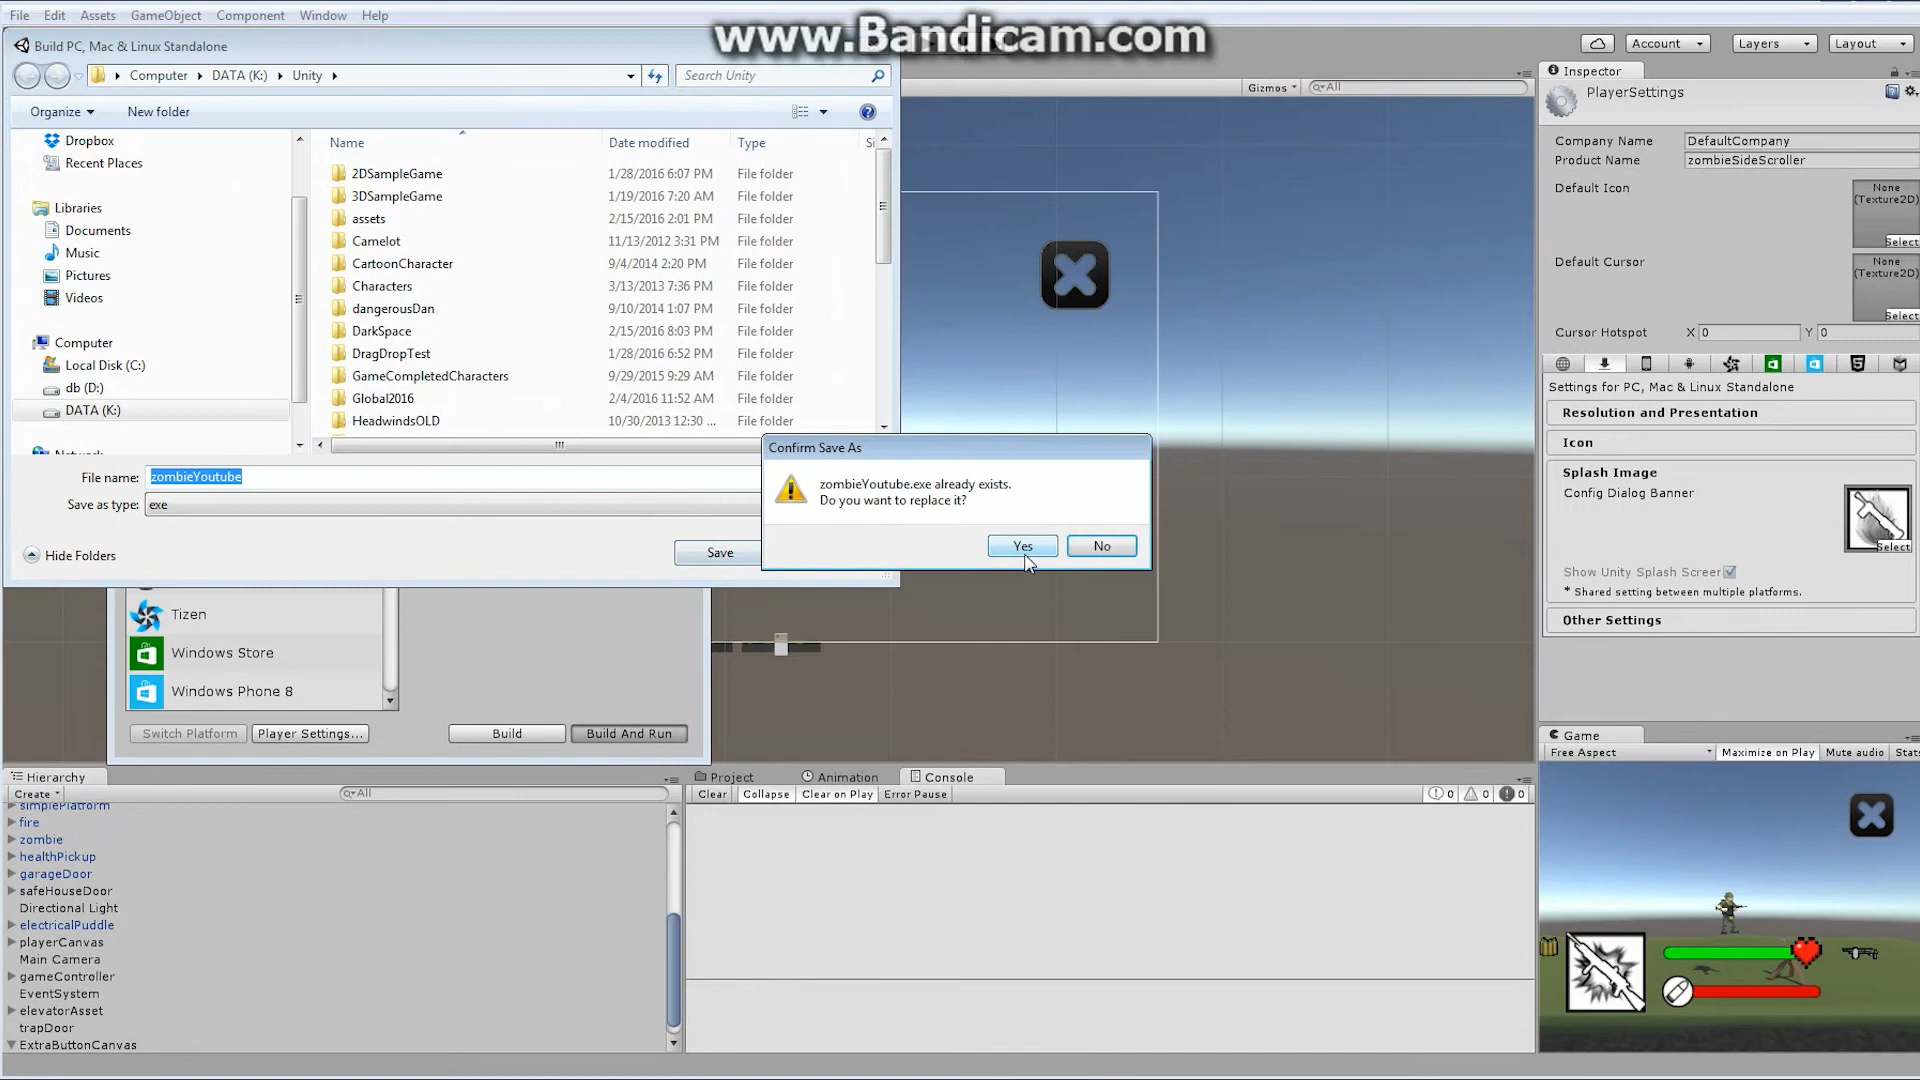 File Edit Assets GameObject Component Window Help
www.Bandicam.com
Build PC, Mac & Linux Standalone
Computer DATA (K:) Unity
Search Unity
Organize New folder
Dropbox
Recent Places
Libraries
Documents
Music
Pictures
Videos
Computer
Local Disk (C:)
db (D:)
DATA (K:)
Name Date modified Type Si
2DSampleGame 1/28/2016 6:07 PM File folder
3DSampleGame 1/19/2016 7:20 AM File folder
assets 2/15/2016 2:01 PM File folder
Camelot 11/13/2012 3:31 PM File folder
CartoonCharacter 9/4/2014 2:20 PM File folder
Characters 3/13/2013 7:36 PM File folder
dangerousDan 9/10/2014 1:07 PM File folder
DarkSpace 2/15/2016 8:03 PM File folder
DragDropTest 1/28/2016 6:52 PM File folder
GameCompletedCharacters 9/29/2015 9:29 AM File folder
Global2016 2/4/2016 11:52 AM File folder
HeadwindsOLD 10/30/2013 12:30 ... File folder
File name: zombieYoutube
Save as type: exe
Hide Folders
Save
Confirm Save As
zombieYoutube.exe already exists.
Do you want to replace it?
Yes No
Tizen
Windows Store
Windows Phone 8
Switch Platform Player Settings... Build Build And Run
Gizmos All
Account Layers Layout
Inspector
PlayerSettings
Company Name DefaultCompany
Product Name zombieSideScroller
Default Icon None
(Texture2D)
Select
Default Cursor None
(Texture2D)
Select
Cursor Hotspot X 0 Y 0
Settings for PC, Mac & Linux Standalone
Resolution and Presentation
Icon
Splash Image
Config Dialog Banner
Select
Show Unity Splash Screer
* Shared setting between multiple platforms.
Other Settings
Game
Free Aspect Maximize on Play Mute audio Stats
Hierarchy
Create All
simplePlatform
fire
zombie
healthPickup
garageDoor
safeHouseDoor
Directional Light
electricalPuddle
playerCanvas
Main Camera
gameController
EventSystem
elevatorAsset
trapDoor
ExtraButtonCanvas
Project Animation Console
Clear Collapse Clear on Play Error Pause
0 0 0